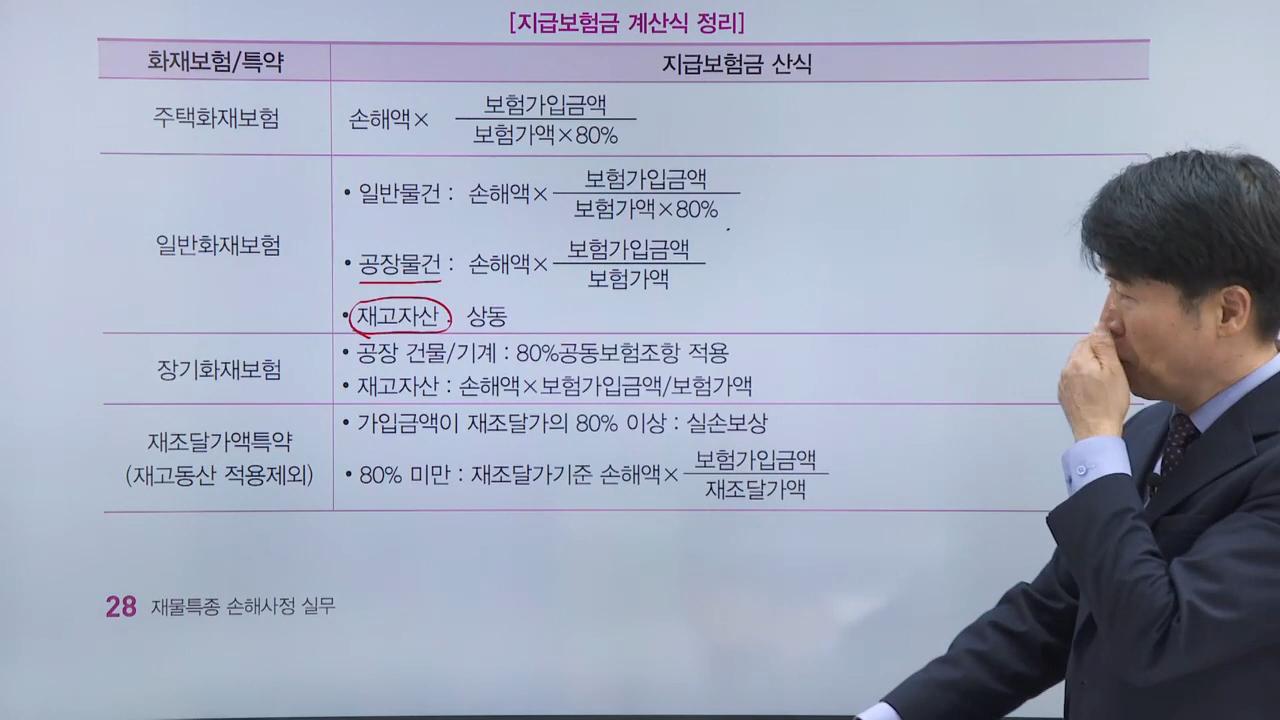 [지급보험금 계산식 정리]
화재보험/특약 지급보험금 산식
주택화재보험 손해액× 보험가입금액
보험가액×80%
일반화재보험
• 일반물건 : 손해액× 보험가입금액
보험가액×80%
• 공장물건 : 손해액× 보험가입금액
보험가액
• 재고자산 : 상동
장기화재보험
• 공장 건물/기계 : 80%공동보험조항 적용
• 재고자산 : 손해액×보험가입금액/보험가액
재조달가액특약
(재고동산 적용제외)
• 가입금액이 재조달가의 80% 이상 : 실손보상
• 80% 미만 : 재조달가기준 손해액× 보험가입금액
재조달가액
28 재물특종 손해사정 실무